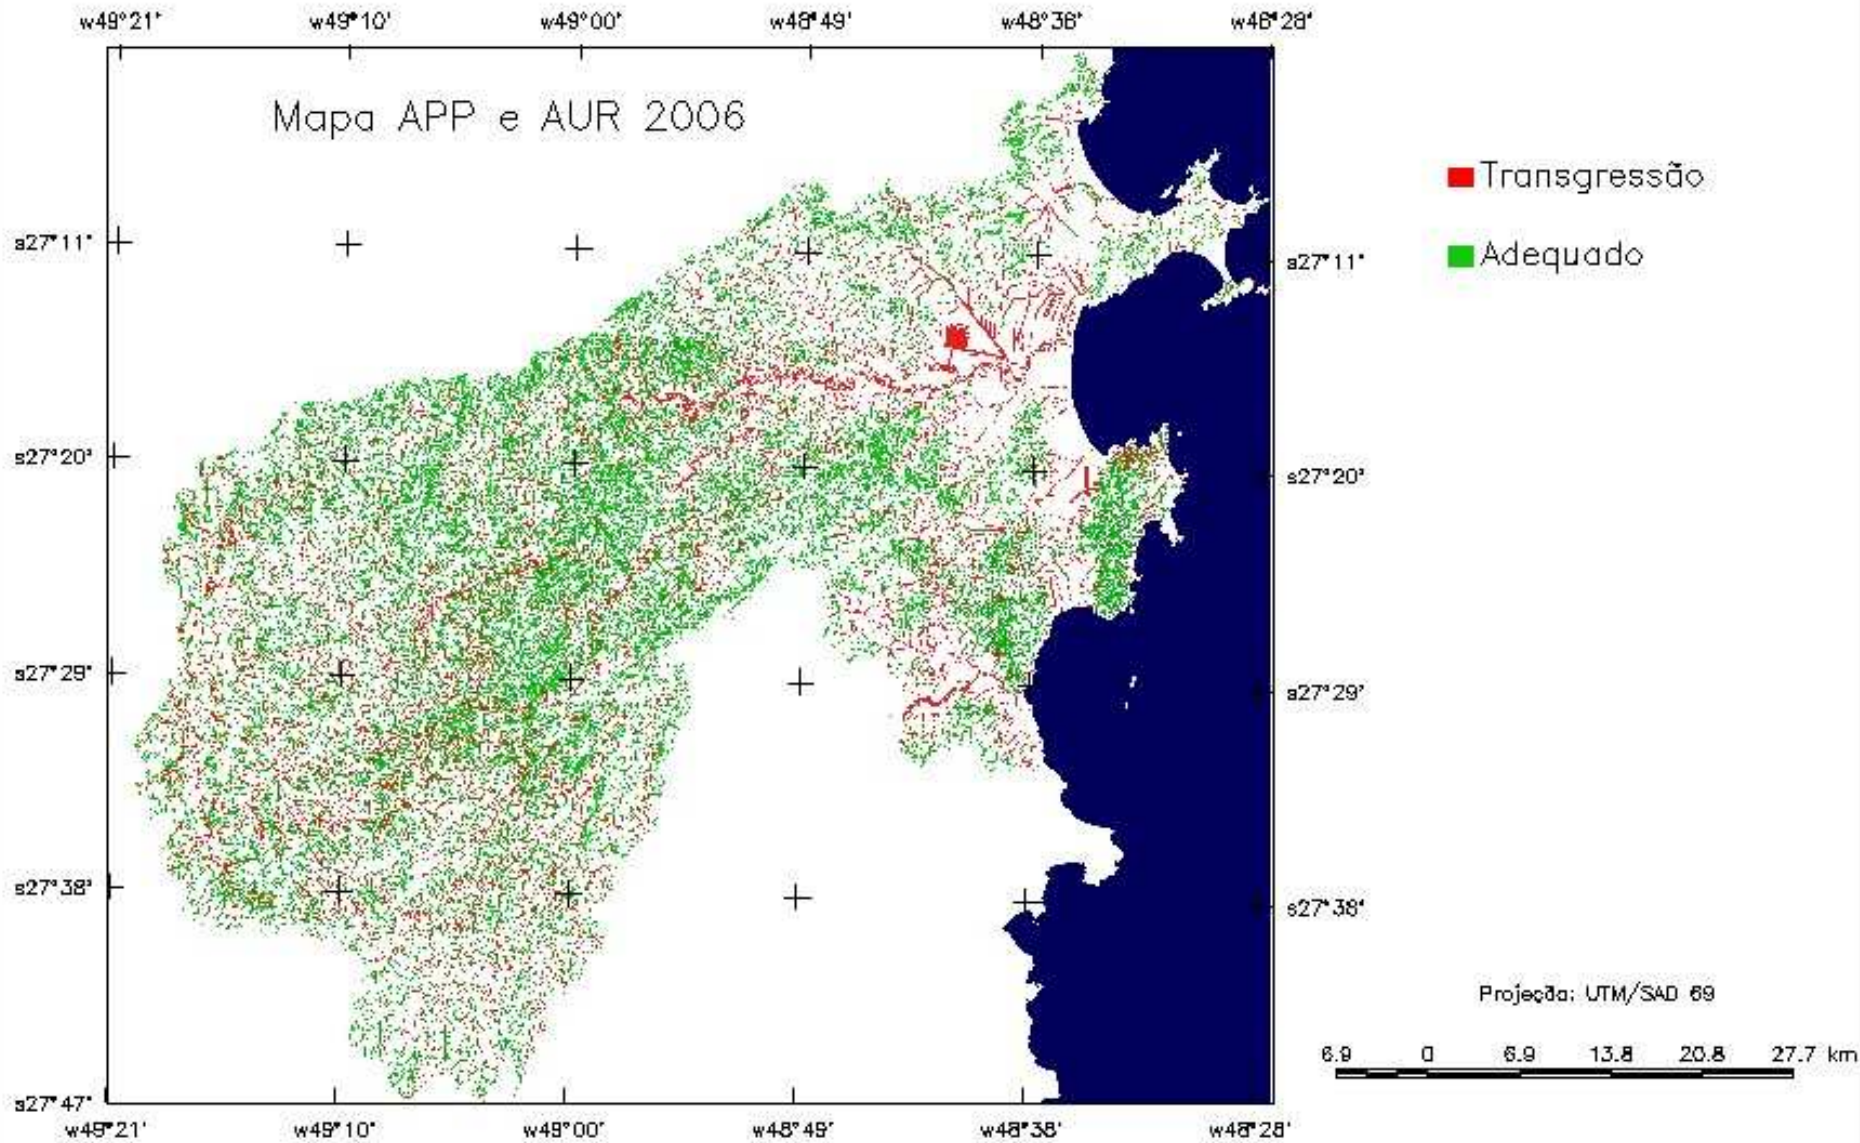 w49°21' w49°10' w49°00' w48°49' w48°38' w48°28'
Mapa APP e AUR 2006
Transgressão
Adequado
s27°11' s27°11'
s27°20' s27°20'
s27°29' s27°29'
s27°38' s27°38'
s27°47'
w49°21' w49°10' w49°00' w48°49' w48°38' w48°28'
Projeção: UTM/SAD 69
6.9 0 6.9 13.8 20.8 27.7 km